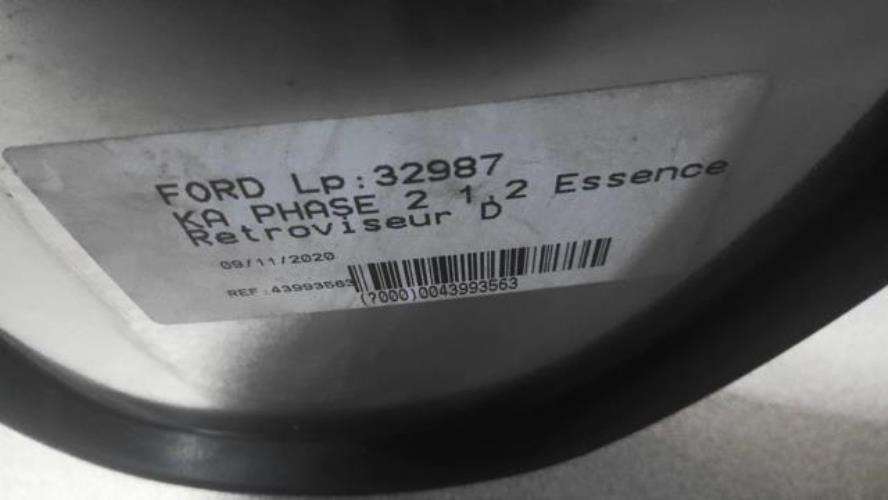 FORD Lp:32987
KA PHASE 2 1.2 Essence
Retroviseur D
09/11/2020
REF:43993563
(?000)0043993563